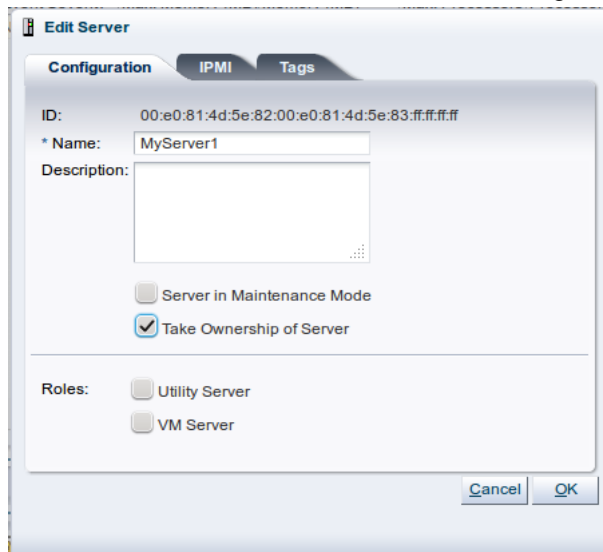 Edit Server
Configuration IPMI Tags
ID: 00:e0:81:4d:5e:82:00:e0:81:4d:5e:83:ff:ff:ff:ff
* Name: MyServer1
Description:
Server in Maintenance Mode
Take Ownership of Server
Roles: Utility Server
VM Server
Cancel OK